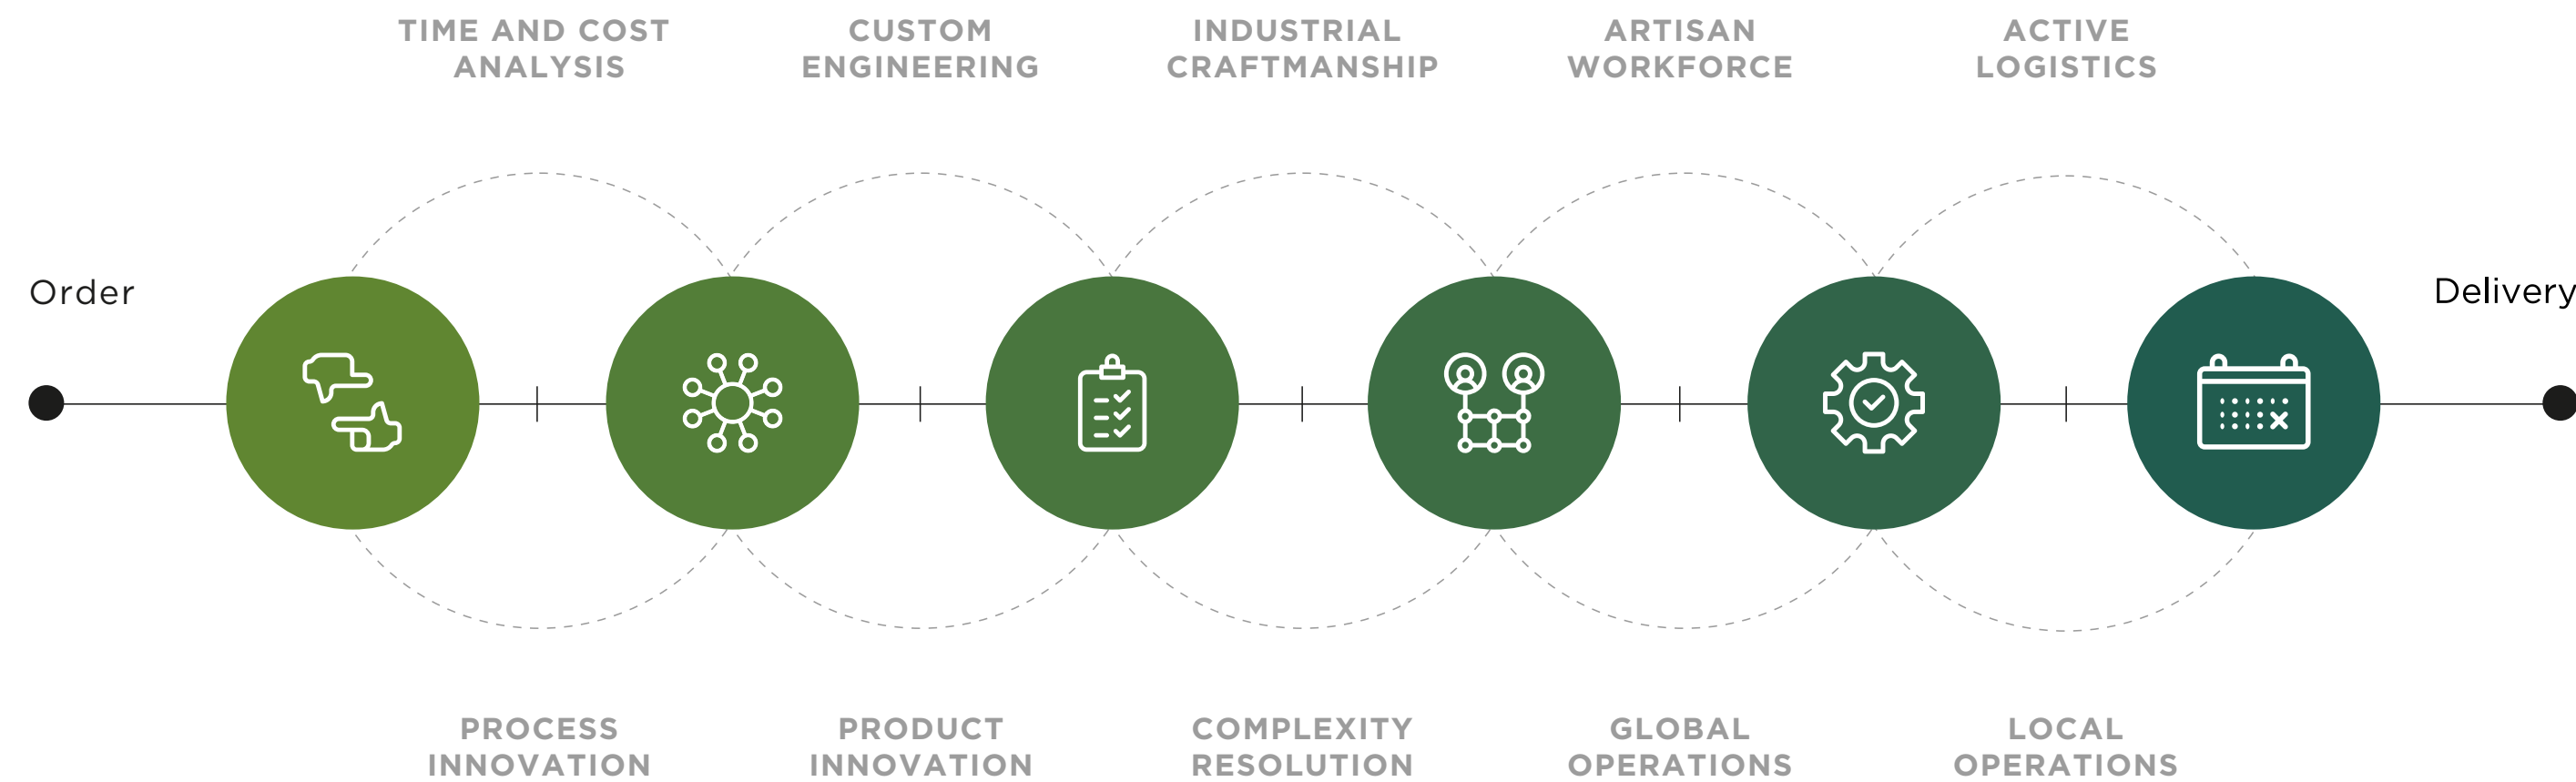 TIME AND COST
ANALYSIS
CUSTOM
ENGINEERING
INDUSTRIAL
CRAFTMANSHIP
ARTISAN
WORKFORCE
ACTIVE
LOGISTICS
Order
Delivery
PROCESS
INNOVATION
PRODUCT
INNOVATION
COMPLEXITY
RESOLUTION
GLOBAL
OPERATIONS
LOCAL
OPERATIONS